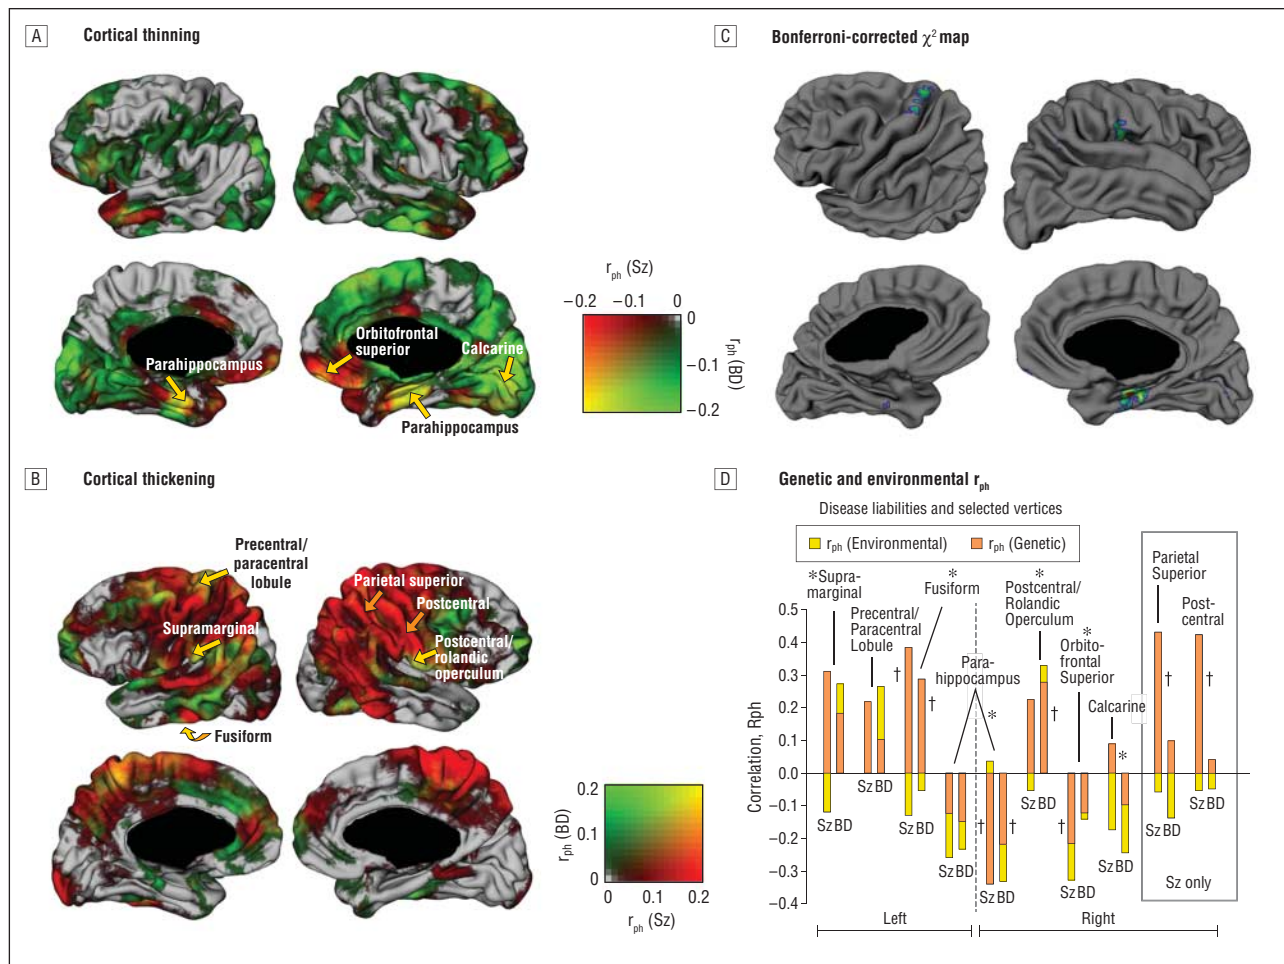 A Cortical thinning
Orbitofrontal
superior
Calcarine
Parahippocampus
Parahippocampus
rph (Sz)
−0.2 −0.1 0
0
−0.1
−0.2
rph (BD)
B Cortical thickening
Precentral/
paracentral
lobule
Supramarginal
Fusiform
Parietal superior
Postcentral
Postcentral/
rolandic
operculum
0.2
0.1
0
rph (BD)
0 0.1 0.2
rph (Sz)
C Bonferroni-corrected χ² map
D Genetic and environmental rph
Disease liabilities and selected vertices
rph (Environmental) rph (Genetic)
*Supra-
marginal
Precentral/
Paracentral
Lobule
*
Fusiform
Para-
hippocampus
*
*
Postcentral/
Rolandic
Operculum
*
Orbito-
frontal
Superior
Calcarine
*
Parietal
Superior
Post-
central
† † † † † † † †
0.5
0.4
0.3
0.2
0.1
0.0
−0.1
−0.2
−0.3
−0.4
Correlation, Rph
Sz BD
Sz BD
Sz BD
Sz BD
Sz BD
Sz BD
Sz BD
Sz BD
Sz BD
Sz BD
Sz only
Left Right